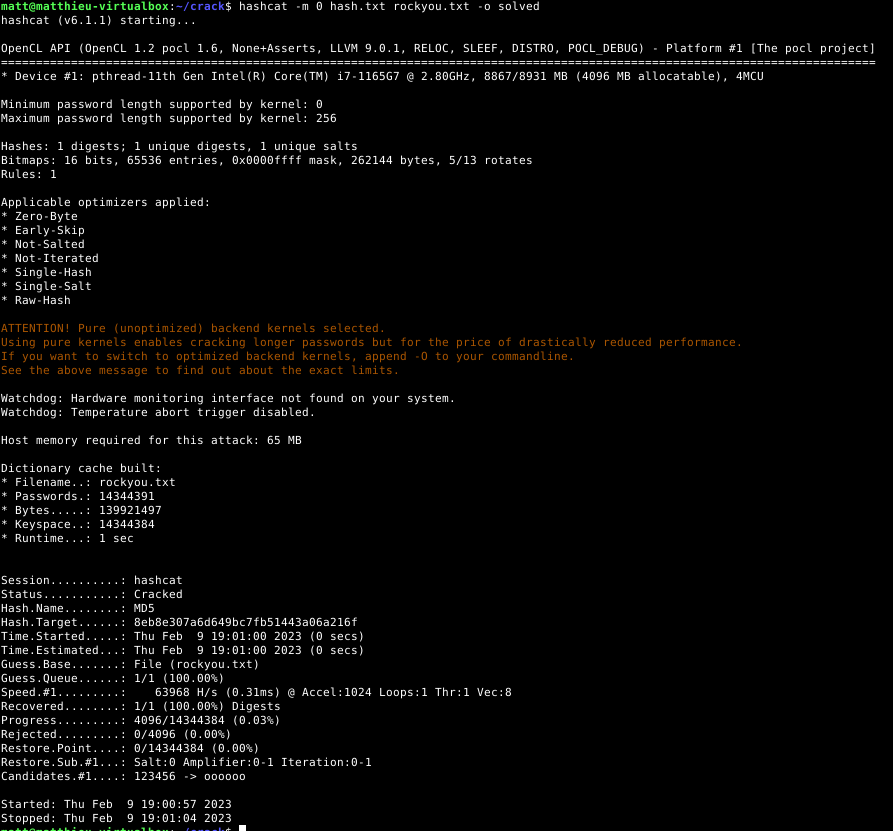 matt@matthieu-virtualbox:~/crack$ hashcat -m 0 hash.txt rockyou.txt -o solved
hashcat (v6.1.1) starting...
OpenCL API (OpenCL 1.2 pocl 1.6, None+Asserts, LLVM 9.0.1, RELOC, SLEEF, DISTRO, POCL_DEBUG) - Platform #1 [The pocl project]
=============================================================================================================================
* Device #1: pthread-11th Gen Intel(R) Core(TM) i7-1165G7 @ 2.80GHz, 8867/8931 MB (4096 MB allocatable), 4MCU
Minimum password length supported by kernel: 0
Maximum password length supported by kernel: 256
Hashes: 1 digests; 1 unique digests, 1 unique salts
Bitmaps: 16 bits, 65536 entries, 0x0000ffff mask, 262144 bytes, 5/13 rotates
Rules: 1
Applicable optimizers applied:
* Zero-Byte
* Early-Skip
* Not-Salted
* Not-Iterated
* Single-Hash
* Single-Salt
* Raw-Hash
ATTENTION! Pure (unoptimized) backend kernels selected.
Using pure kernels enables cracking longer passwords but for the price of drastically reduced performance.
If you want to switch to optimized backend kernels, append -O to your commandline.
See the above message to find out about the exact limits.
Watchdog: Hardware monitoring interface not found on your system.
Watchdog: Temperature abort trigger disabled.
Host memory required for this attack: 65 MB
Dictionary cache built:
* Filename..: rockyou.txt
* Passwords.: 14344391
* Bytes.....: 139921497
* Keyspace..: 14344384
* Runtime...: 1 sec
Session..........: hashcat
Status...........: Cracked
Hash.Name........: MD5
Hash.Target......: 8eb8e307a6d649bc7fb51443a06a216f
Time.Started.....: Thu Feb  9 19:01:00 2023 (0 secs)
Time.Estimated...: Thu Feb  9 19:01:00 2023 (0 secs)
Guess.Base.......: File (rockyou.txt)
Guess.Queue......: 1/1 (100.00%)
Speed.#1.........:    63968 H/s (0.31ms) @ Accel:1024 Loops:1 Thr:1 Vec:8
Recovered........: 1/1 (100.00%) Digests
Progress.........: 4096/14344384 (0.03%)
Rejected.........: 0/4096 (0.00%)
Restore.Point....: 0/14344384 (0.00%)
Restore.Sub.#1...: Salt:0 Amplifier:0-1 Iteration:0-1
Candidates.#1....: 123456 -> oooooo
Started: Thu Feb  9 19:00:57 2023
Stopped: Thu Feb  9 19:01:04 2023
matt@matthieu-virtualbox:~/crack$